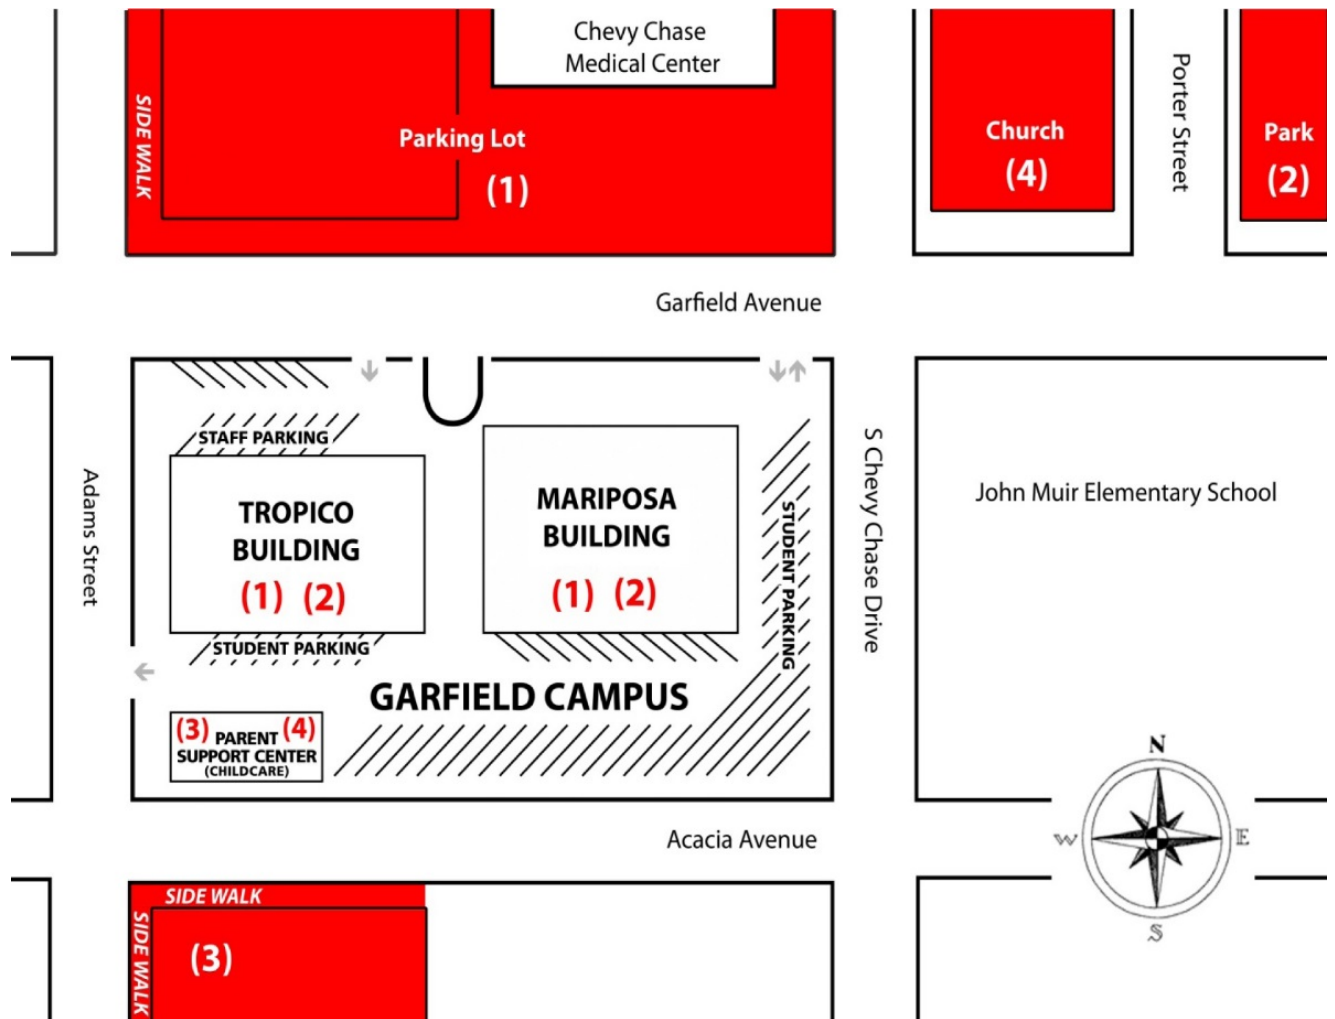 Chevy Chase
Medical Center
SIDE WALK
Parking Lot
(1)
Church
(4)
Porter Street
Park
(2)
Garfield Avenue
Adams Street
STAFF PARKING
TROPICO
BUILDING
(1) (2)
STUDENT PARKING
MARIPOSA
BUILDING
(1) (2)
STUDENT PARKING
S Chevy Chase Drive
John Muir Elementary School
GARFIELD CAMPUS
(3) PARENT (4)
SUPPORT CENTER
(CHILDCARE)
Acacia Avenue
N
W
E
S
SIDE WALK
SIDE WALK
(3)